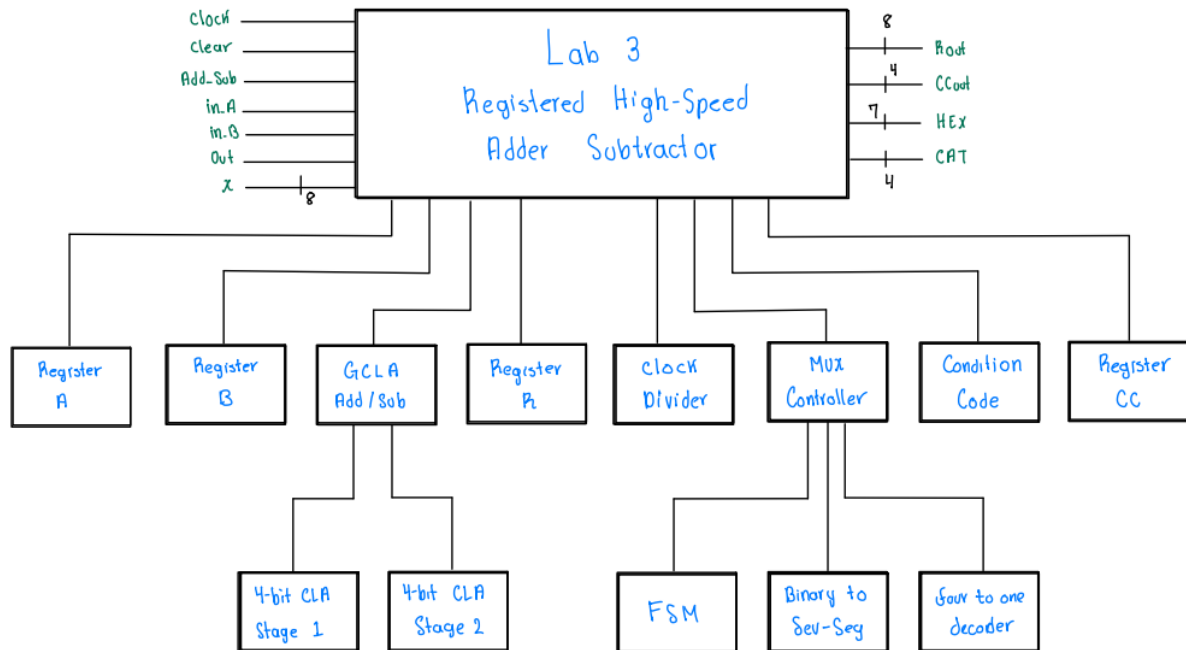 Clock
Clear
Add_Sub
in_A
in_B
Out
x
8
Lab 3
Registered High-Speed
Adder Subtractor
8
Rout
4
CCout
7
HEX
CAT
4
Register
A
Register
B
GCLA
Add/Sub
Register
R
Clock
Divider
MUX
Controller
Condition
Code
Register
CC
4-bit CLA
Stage 1
4-bit CLA
Stage 2
FSM
Binary to
Sev-Seg
four to one
decoder